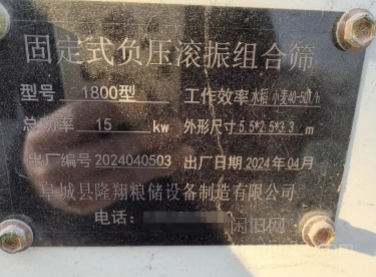 固定式负压滚振组合筛
型号 1800型 工作效率 水稻 小麦40-50T/h
总功率 15 kw 外形尺寸 5.5*2.5*3.3 m
出厂编号 2024040503 出厂日期 2024年04月
阜城县隆翔粮储设备制造有限公司
电话：
闲旧网